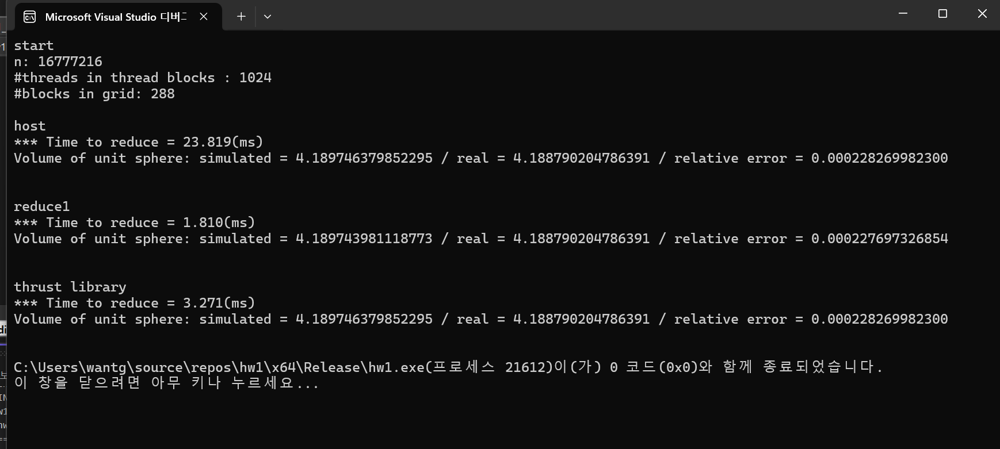 Microsoft Visual Studio
start
n: 16777216
#threads in thread blocks : 1024
#blocks in grid: 288
host
*** Time to reduce = 23.819(ms)
Volume of unit sphere: simulated = 4.189746379852295 / real = 4.188790204786391 / relative error = 0.000228269982300
reduce1
*** Time to reduce = 1.810(ms)
Volume of unit sphere: simulated = 4.189743981118773 / real = 4.188790204786391 / relative error = 0.000227697326854
thrust library
*** Time to reduce = 3.271(ms)
Volume of unit sphere: simulated = 4.189746379852295 / real = 4.188790204786391 / relative error = 0.000228269982300
C:\Users\wantg\source\repos\hw1\x64\Release\hw1.exe(프로세스 21612)이(가) 0 코드(0x0)와 함께 종료되었습니다.
이 창을 닫으려면 아무 키나 누르세요...